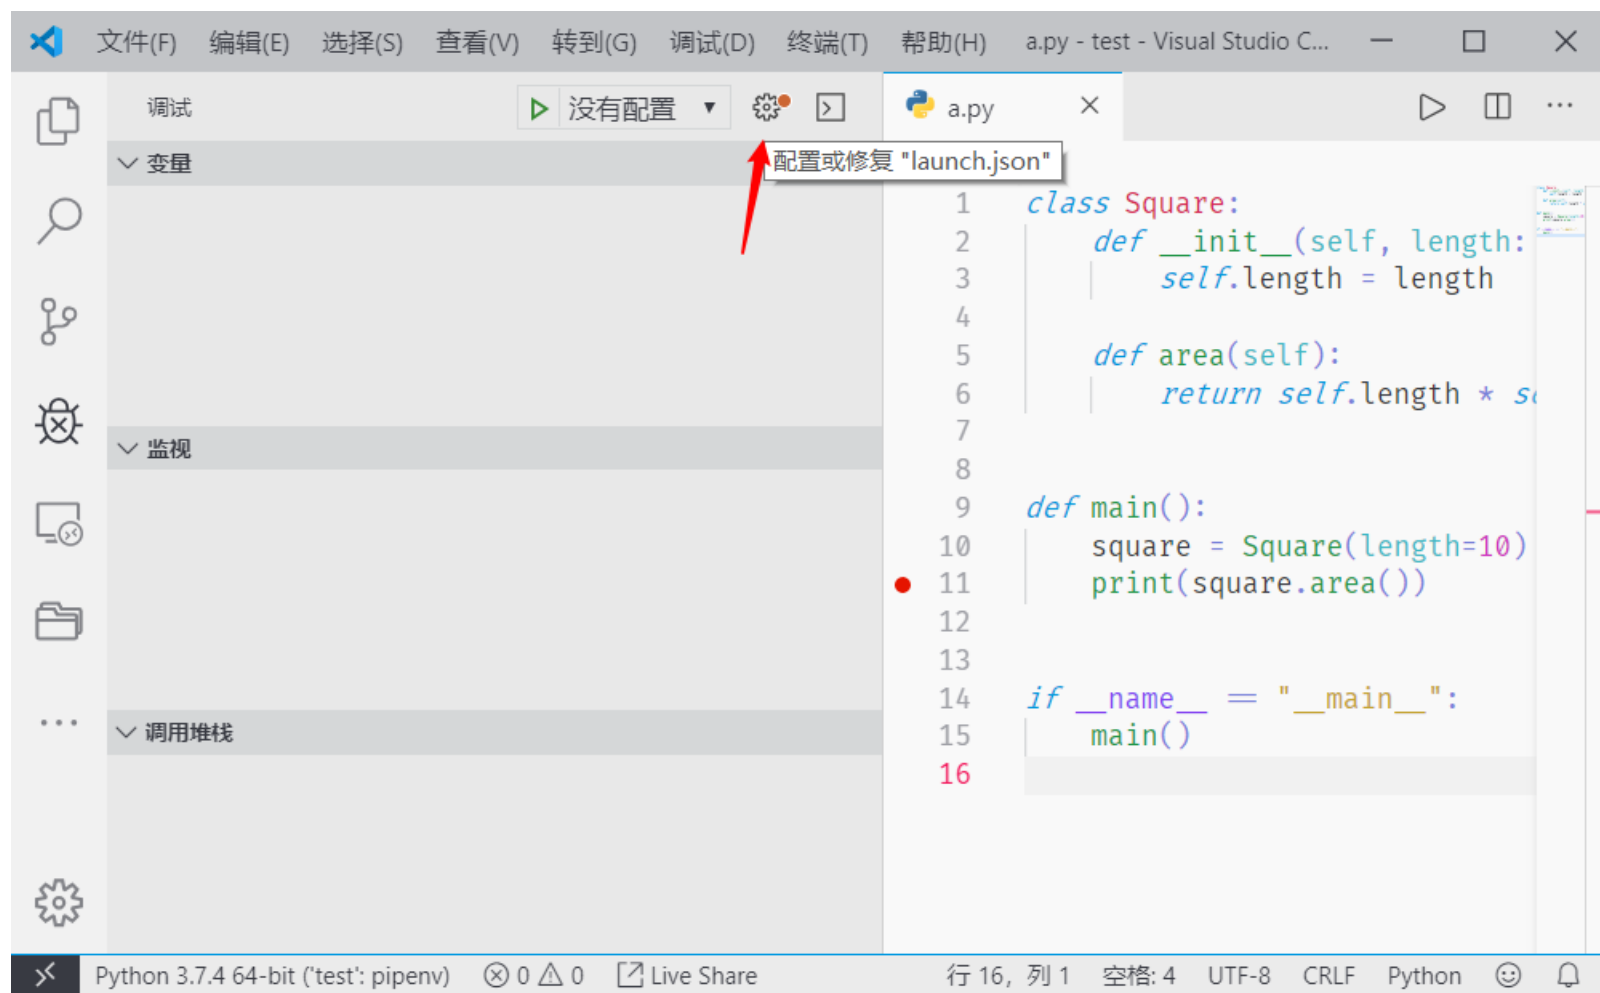 文件(F) 编辑(E) 选择(S) 查看(V) 转到(G) 调试(D) 终端(T) 帮助(H) a.py - test - Visual Studio C...
调试 没有配置 a.py
变量
配置或修复 "launch.json"
1 class Square:
2 def __init__(self, length:
3 self.length = length
4
5 def area(self):
6 return self.length * s
7
8
9 def main():
10 square = Square(length=10)
11 print(square.area())
12
13
14 if __name__ == "__main__":
15 main()
16
监视
调用堆栈
Python 3.7.4 64-bit ('test': pipenv) 0 0 Live Share 行 16, 列 1 空格: 4 UTF-8 CRLF Python